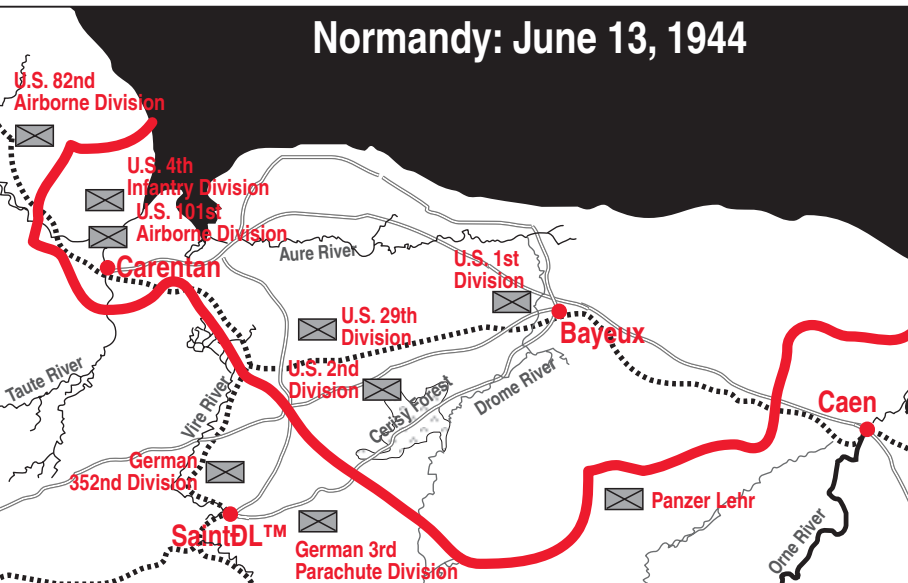 Normandy: June 13, 1944
U.S. 82nd
Airborne Division
U.S. 4th
Infantry Division
U.S. 101st
Airborne Division
Carentan
Aure River
U.S. 1st
Division
U.S. 29th
Division
Bayeux
Taute River
U.S. 2nd
Division
Vire River
Cerisy Forest
Drome River
Caen
German
352nd Division
SaintÐL™
German 3rd
Parachute Division
Panzer Lehr
Orne River